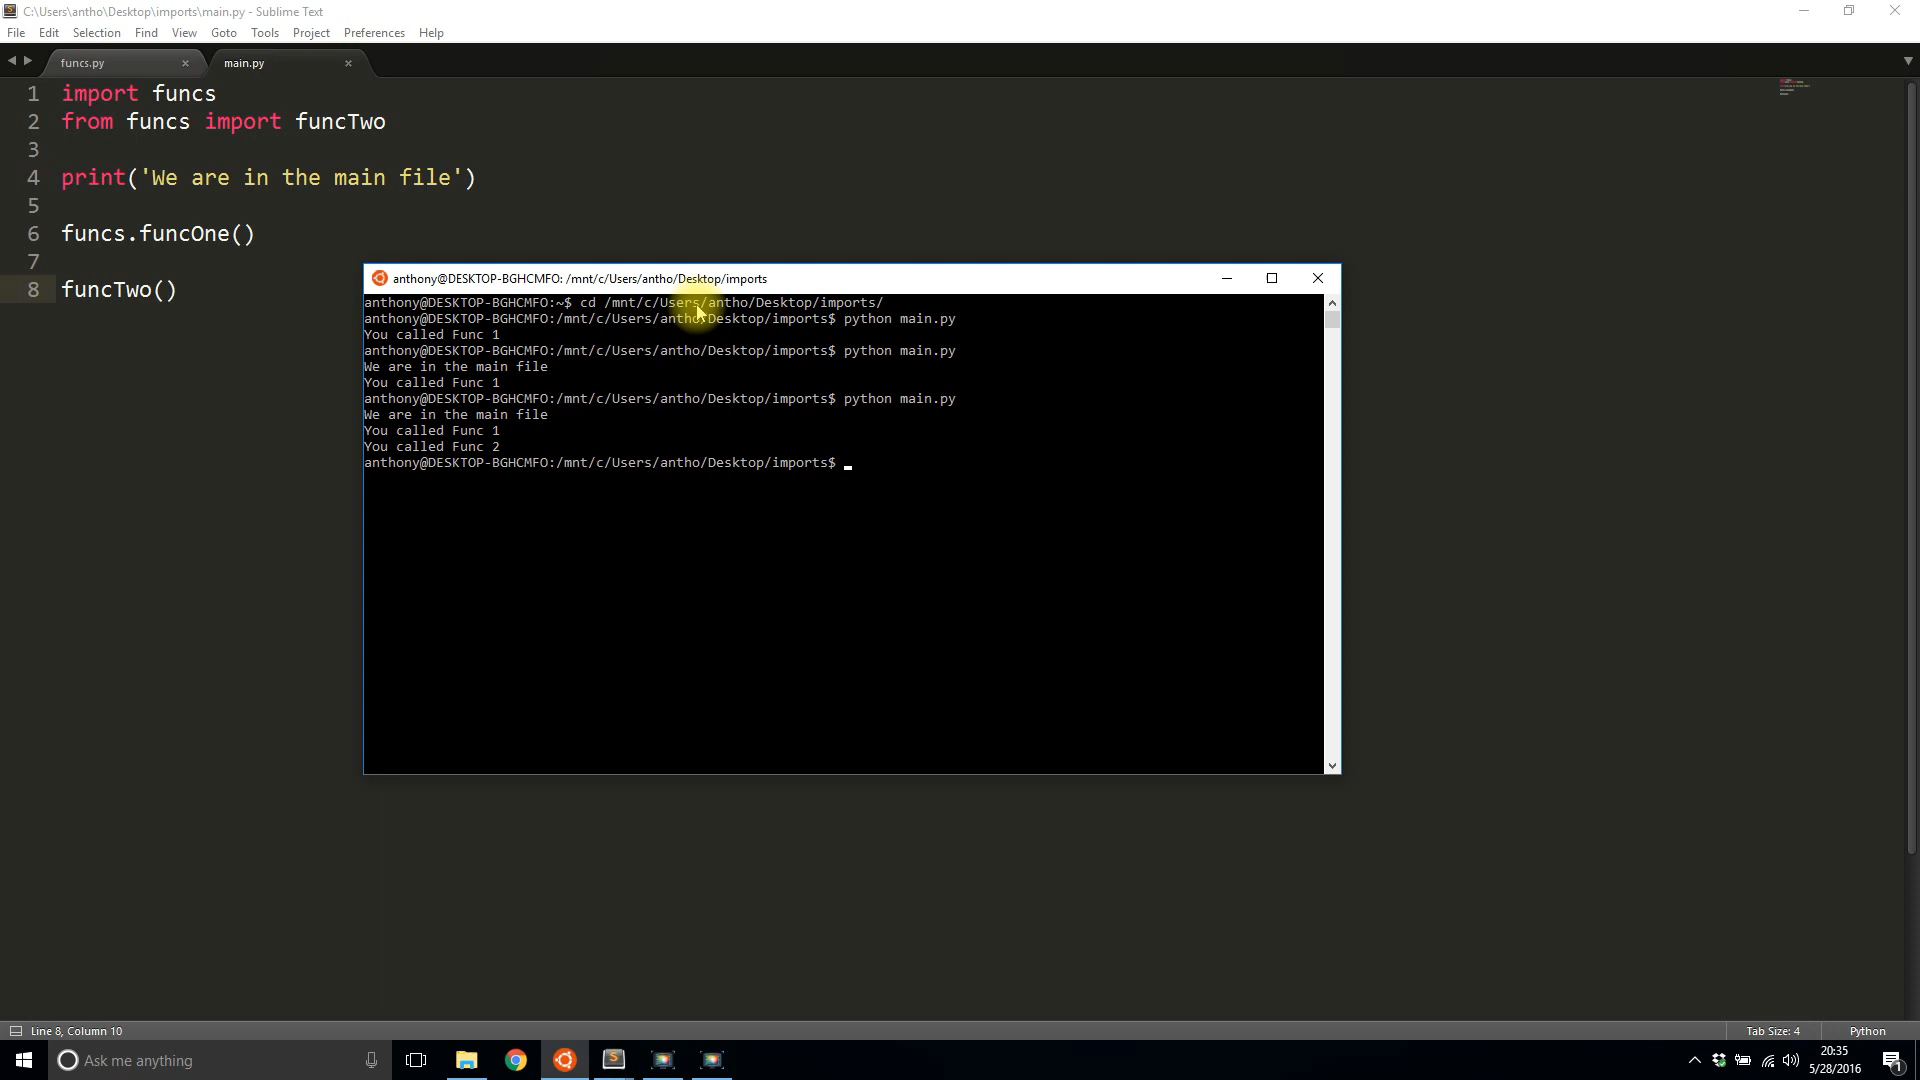 C:\Users\antho\Desktop\imports\main.py - Sublime Text
File Edit Selection Find View Goto Tools Project Preferences Help
funcs.py main.py
1 import funcs
2 from funcs import funcTwo
3
4 print('We are in the main file')
5
6 funcs.funcOne()
7
8 funcTwo()
anthony@DESKTOP-BGHCMFO: /mnt/c/Users/antho/Desktop/imports
anthony@DESKTOP-BGHCMFO:~$ cd /mnt/c/Users/antho/Desktop/imports/
anthony@DESKTOP-BGHCMFO:/mnt/c/Users/antho/Desktop/imports$ python main.py
You called Func 1
anthony@DESKTOP-BGHCMFO:/mnt/c/Users/antho/Desktop/imports$ python main.py
We are in the main file
You called Func 1
anthony@DESKTOP-BGHCMFO:/mnt/c/Users/antho/Desktop/imports$ python main.py
We are in the main file
You called Func 1
You called Func 2
anthony@DESKTOP-BGHCMFO:/mnt/c/Users/antho/Desktop/imports$
Line 8, Column 10 Tab Size: 4 Python
Ask me anything
20:35
5/28/2016
1